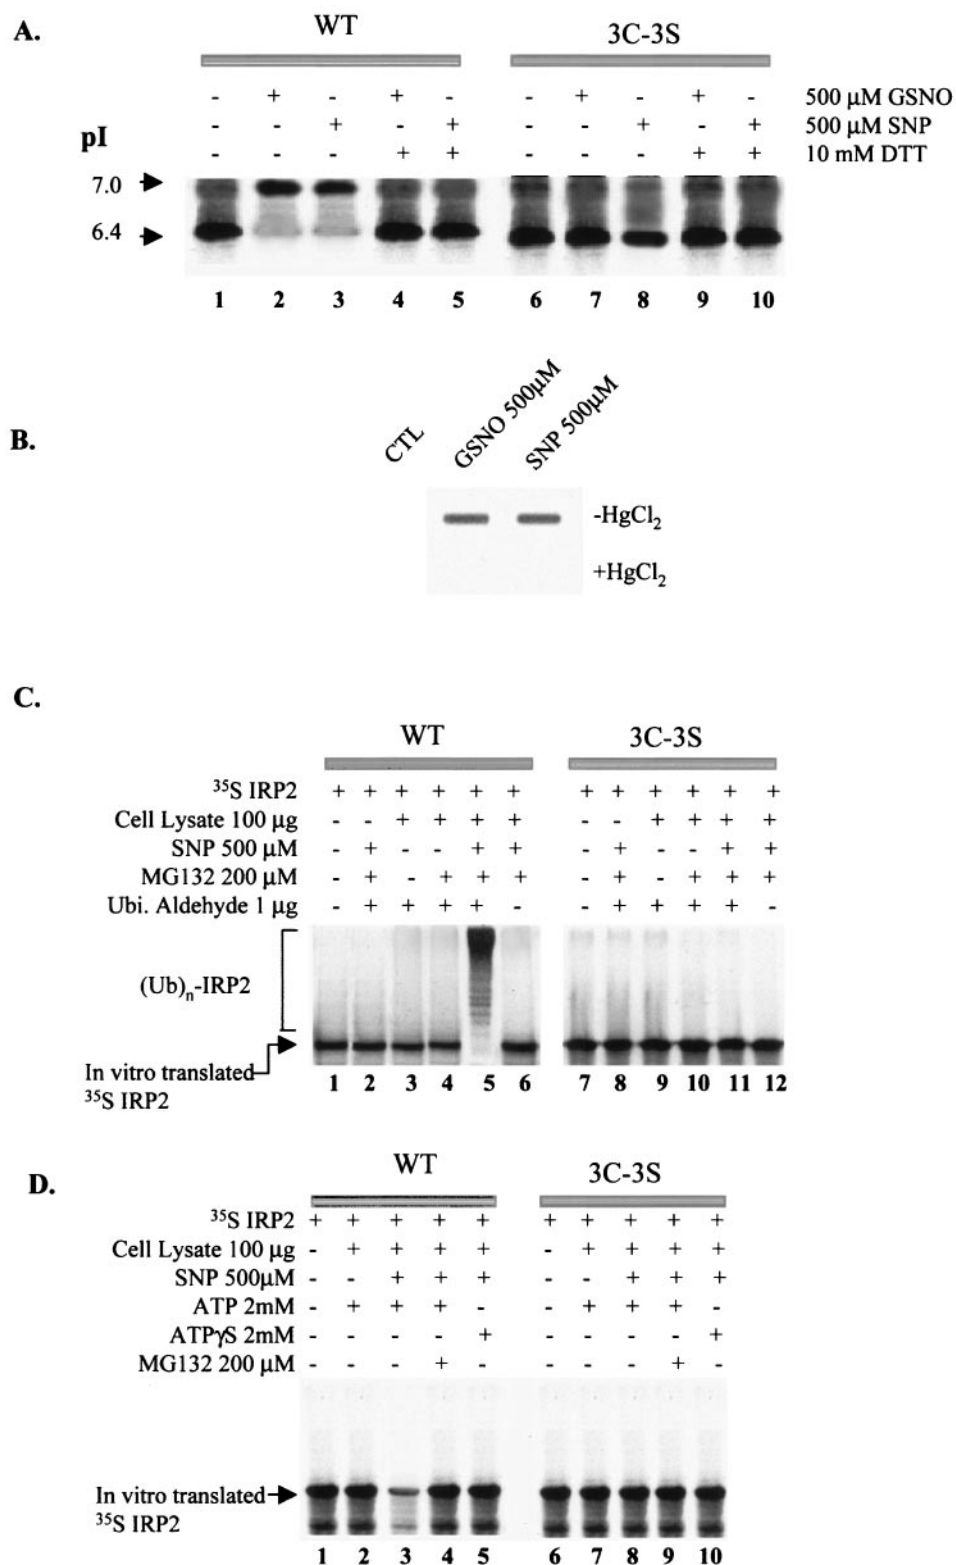 A.
WT 3C-3S
- + - + - - + - + - 500 µM GSNO
- - + - + - - + - + 500 µM SNP
- - - + + - - - + + 10 mM DTT
pI
7.0
6.4
1 2 3 4 5 6 7 8 9 10
B.
CTL GSNO 500µM SNP 500µM
-HgCl₂
+HgCl₂
C.
WT 3C-3S
³⁵S IRP2 + + + + + + + + + + + +
Cell Lysate 100 µg - - + + + + - - + + + +
SNP 500 µM - + - - + + - + - - + +
MG132 200 µM - + - + + + - + - + + +
Ubi. Aldehyde 1 µg - + + + + - - + + + + -
(Ub)ₙ-IRP2
In vitro translated
³⁵S IRP2
1 2 3 4 5 6 7 8 9 10 11 12
D.
WT 3C-3S
³⁵S IRP2 + + + + + + + + + +
Cell Lysate 100 µg - + + + + - + + + +
SNP 500µM - - + + + - - + + +
ATP 2mM - + + + - - + + + -
ATPγS 2mM - - - - + - - - - +
MG132 200 µM - - - + - - - - + -
In vitro translated
³⁵S IRP2
1 2 3 4 5 6 7 8 9 10